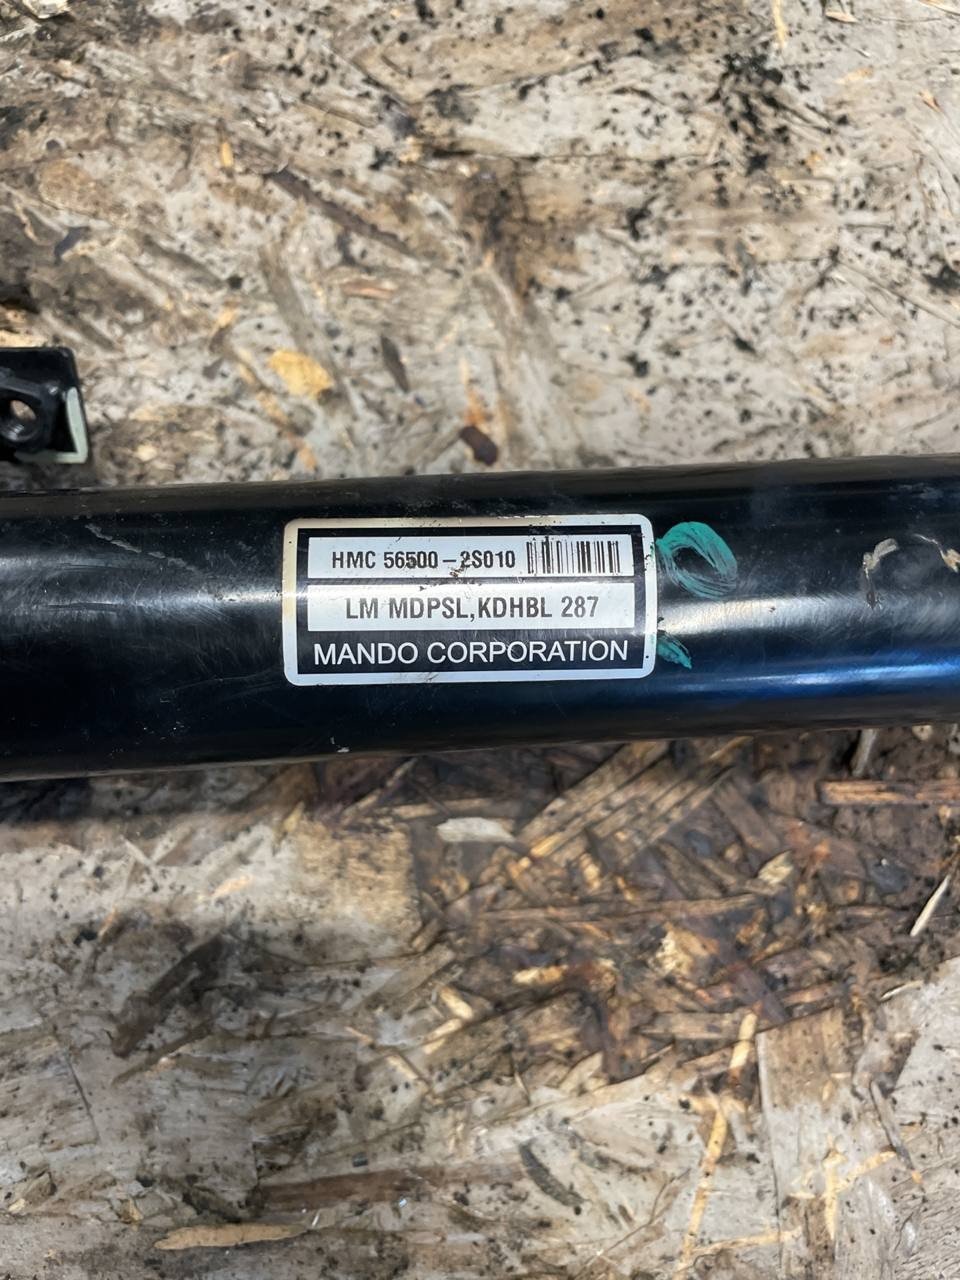 HMC 56500-2S010
LM MDPSL,KDHBL 287
MANDO CORPORATION